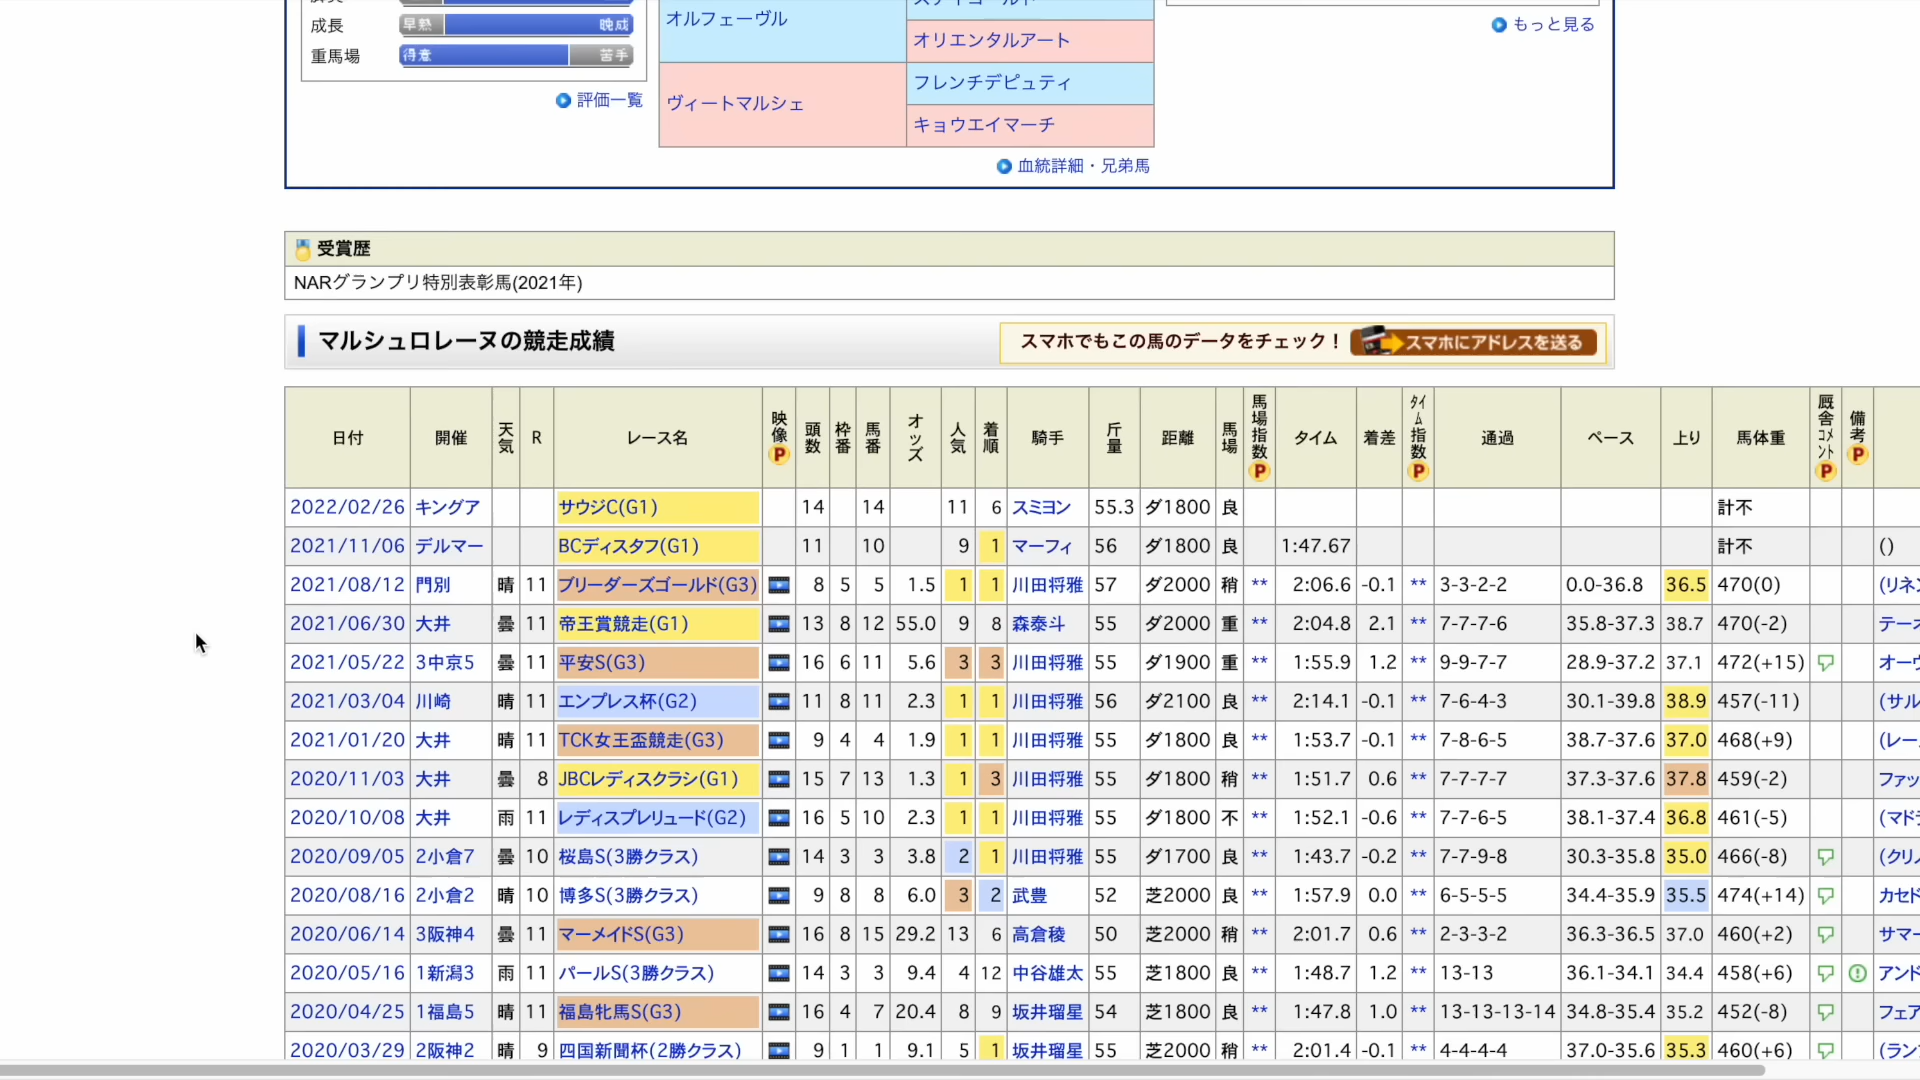 成長 早熟 晩成
重馬場 得意 苦手
評価一覧
オルフェーヴル
オリエンタルアート
ヴィートマルシェ
フレンチデピュティ
キョウエイマーチ
血統詳細・兄弟馬
もっと見る
受賞歴
NARグランプリ特別表彰馬(2021年)
マルシュロレーヌの競走成績
スマホでもこの馬のデータをチェック！ スマホにアドレスを送る
日付 開催 天気 R レース名 映像 P 頭数 枠番 馬番 オッズ 人気 着順 騎手 斤量 距離 馬場 馬場指数 P タイム 着差 ﾀｲﾑ指数 P 通過 ペース 上り 馬体重 厩舎ｺﾒﾝﾄ P 備考 P
2022/02/26 キングア サウジC(G1) 14 14 11 6 スミヨン 55.3 ダ1800 良 計不
2021/11/06 デルマー BCディスタフ(G1) 11 10 9 1 マーフィ 56 ダ1800 良 1:47.67 計不 ()
2021/08/12 門別 晴 11 ブリーダーズゴールド(G3) 8 5 5 1.5 1 1 川田将雅 57 ダ2000 稍 ** 2:06.6 -0.1 ** 3-3-2-2 0.0-36.8 36.5 470(0) (リネン
2021/06/30 大井 曇 11 帝王賞競走(G1) 13 8 12 55.0 9 8 森泰斗 55 ダ2000 重 ** 2:04.8 2.1 ** 7-7-7-6 35.8-37.3 38.7 470(-2) テーオ
2021/05/22 3中京5 曇 11 平安S(G3) 16 6 11 5.6 3 3 川田将雅 55 ダ1900 重 ** 1:55.9 1.2 ** 9-9-7-7 28.9-37.2 37.1 472(+15) オーヴ
2021/03/04 川崎 晴 11 エンプレス杯(G2) 11 8 11 2.3 1 1 川田将雅 56 ダ2100 良 ** 2:14.1 -0.1 ** 7-6-4-3 30.1-39.8 38.9 457(-11) (サル
2021/01/20 大井 晴 11 TCK女王盃競走(G3) 9 4 4 1.9 1 1 川田将雅 55 ダ1800 良 ** 1:53.7 -0.1 ** 7-8-6-5 38.7-37.6 37.0 468(+9) (レー
2020/11/03 大井 曇 8 JBCレディスクラシ(G1) 15 7 13 1.3 1 3 川田将雅 55 ダ1800 稍 ** 1:51.7 0.6 ** 7-7-7-7 37.3-37.6 37.8 459(-2) ファッ
2020/10/08 大井 雨 11 レディスプレリュード(G2) 16 5 10 2.3 1 1 川田将雅 55 ダ1800 不 ** 1:52.1 -0.6 ** 7-7-6-5 38.1-37.4 36.8 461(-5) (マド
2020/09/05 2小倉7 曇 10 桜島S(3勝クラス) 14 3 3 3.8 2 1 川田将雅 55 ダ1700 良 ** 1:43.7 -0.2 ** 7-7-9-8 30.3-35.8 35.0 466(-8) (クリノ
2020/08/16 2小倉2 晴 10 博多S(3勝クラス) 9 8 8 6.0 3 2 武豊 52 芝2000 良 ** 1:57.9 0.0 ** 6-5-5-5 34.4-35.9 35.5 474(+14) カセド
2020/06/14 3阪神4 曇 11 マーメイドS(G3) 16 8 15 29.2 13 6 高倉稜 50 芝2000 稍 ** 2:01.7 0.6 ** 2-3-3-2 36.3-36.5 37.0 460(+2) サマー
2020/05/16 1新潟3 雨 11 パールS(3勝クラス) 14 3 3 9.4 4 12 中谷雄太 55 芝1800 良 ** 1:48.7 1.2 ** 13-13 36.1-34.1 34.4 458(+6) アンド
2020/04/25 1福島5 晴 11 福島牝馬S(G3) 16 4 7 20.4 8 9 坂井瑠星 54 芝1800 良 ** 1:47.8 1.0 ** 13-13-13-14 34.8-35.4 35.2 452(-8) フェア
2020/03/29 2阪神2 晴 9 四国新聞杯(2勝クラス) 9 1 1 9.1 5 1 坂井瑠星 55 芝2000 稍 ** 2:01.4 -0.1 ** 4-4-4-4 37.0-35.6 35.3 460(+6) (ラン